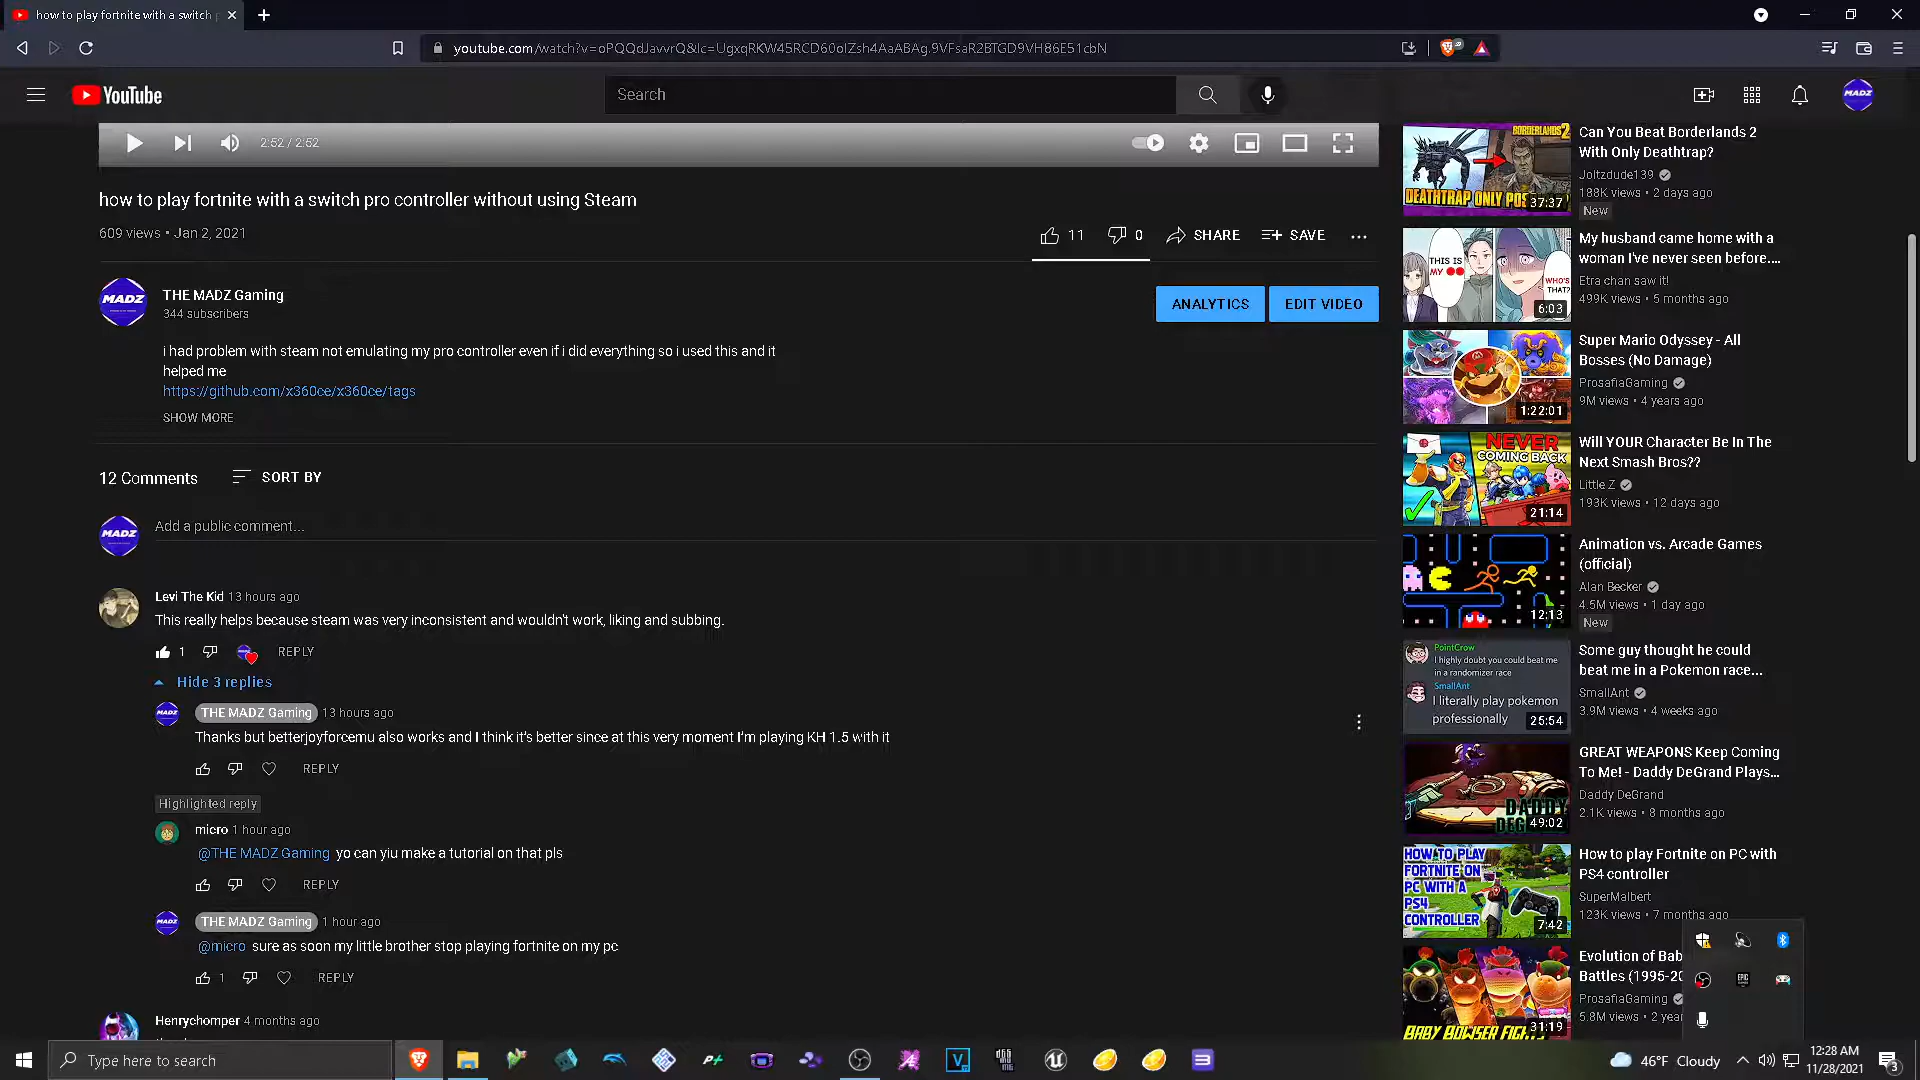 how to play fortnite with a switch p
youtube.com/watch?v=oPQQdJavvrQ&lc=UgxqRKW45RCD60olZsh4AaABAg.9VFsaR2BTGD9VH86E51cbN
YouTube
Search
MADZ
2:52 / 2:52
how to play fortnite with a switch pro controller without using Steam
609 views • Jan 2, 2021
11
0
SHARE
SAVE
MADZ
THE MADZ Gaming
344 subscribers
ANALYTICS
EDIT VIDEO
i had problem with steam not emulating my pro controller even if i did everything so i used this and it
helped me
https://github.com/x360ce/x360ce/tags
SHOW MORE
12 Comments
SORT BY
MADZ
Add a public comment...
Levi The Kid 13 hours ago
This really helps because steam was very inconsistent and wouldn't work, liking and subbing.
1
REPLY
Hide 3 replies
MADZ
THE MADZ Gaming 13 hours ago
Thanks but betterjoyforcemu also works and I think it's better since at this very moment I'm playing KH 1.5 with it
REPLY
Highlighted reply
micro 1 hour ago
@THE MADZ Gaming yo can yiu make a tutorial on that pls
REPLY
MADZ
THE MADZ Gaming 1 hour ago
@micro sure as soon my little brother stop playing fortnite on my pc
1
REPLY
Henrychomper 4 months ago
BORDERLANDS 2
DEATHTRAP ONLY POS
37:37
Can You Beat Borderlands 2
With Only Deathtrap?
Joltzdude139
188K views • 2 days ago
New
THIS IS
MY
WHO'S
THAT?
6:03
My husband came home with a
woman I've never seen before....
Etra chan saw it!
499K views • 5 months ago
1:22:01
Super Mario Odyssey - All
Bosses (No Damage)
ProsafiaGaming
9M views • 4 years ago
NEVER
COMING BACK
21:14
Will YOUR Character Be In The
Next Smash Bros??
Little Z
193K views • 12 days ago
12:13
Animation vs. Arcade Games
(official)
Alan Becker
4.5M views • 1 day ago
New
PointCrow
I highly doubt you could beat me
in a randomizer race
SmallAnt
I literally play pokemon
professionally
25:54
Some guy thought he could
beat me in a Pokemon race...
SmallAnt
3.9M views • 4 weeks ago
DADDY
DEG
49:02
GREAT WEAPONS Keep Coming
To Me! - Daddy DeGrand Plays...
Daddy DeGrand
2.1K views • 8 months ago
HOW TO PLAY
FORTNITE ON
PC WITH A
PS4
CONTROLLER
7:42
How to play Fortnite on PC with
PS4 controller
SuperMalbert
123K views • 7 months ago
BABY BOWSER FIGH
31:19
Evolution of Bab
Battles (1995-20
ProsafiaGaming
5.8M views • 2 year
EPIC
Type here to search
46°F Cloudy
12:28 AM
11/28/2021
3